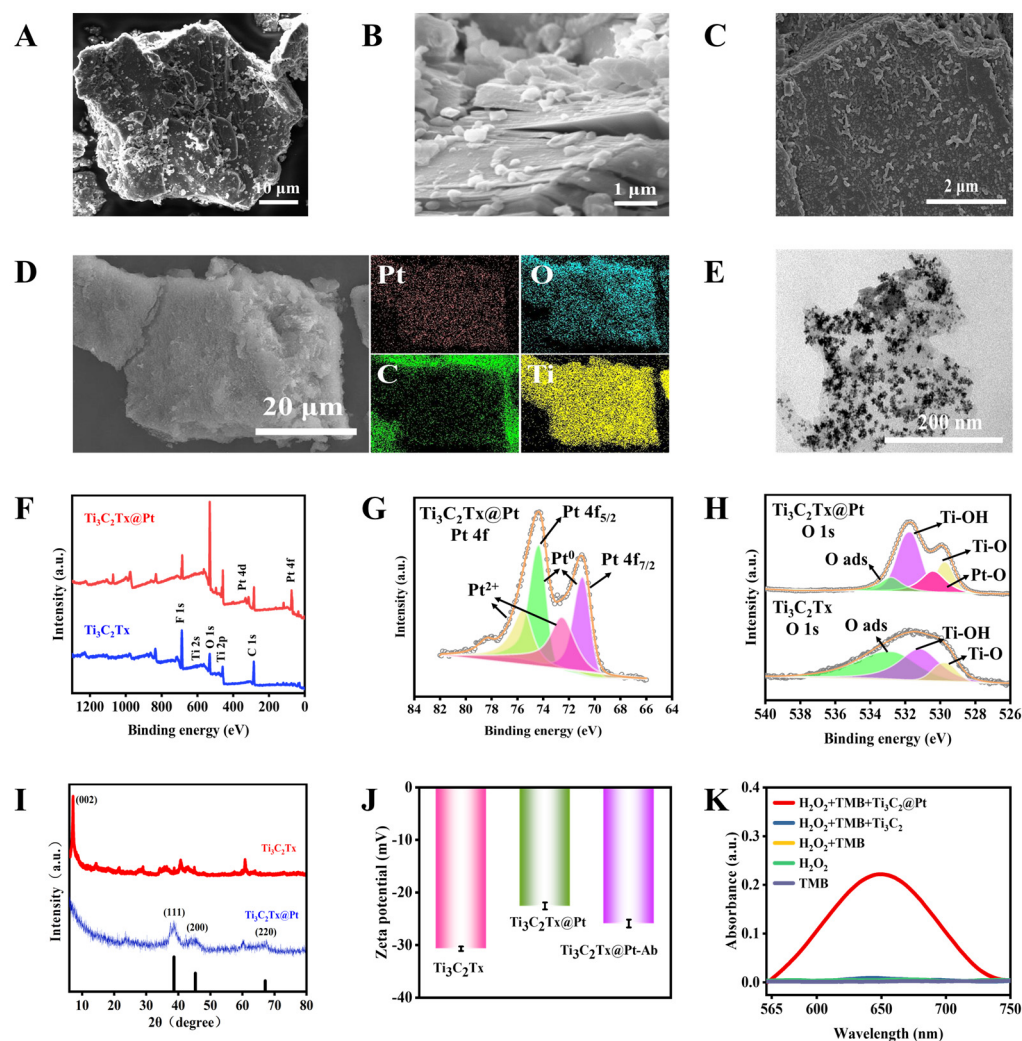 A
10 μm
B
1 μm
C
2 μm
D
20 μm
Pt
O
C
Ti
E
200 nm
F
Intensity (a.u.)
Ti₃C₂Tx@Pt
Ti₃C₂Tx
F 1s
Ti 2s
O 1s
Ti 2p
Pt 4d
C 1s
Pt 4f
1200 800 400 0
Binding energy (eV)
G
Intensity (a.u.)
Ti₃C₂Tx@Pt
Pt 4f
Pt 4f₅/₂
Pt⁰
Pt 4f₇/₂
Pt²⁺
84 82 78 74 72 70 68 66 64
Binding energy (eV)
H
Intensity (a.u.)
Ti₃C₂Tx@Pt
O 1s
Ti-OH
Ti-O
O ads
Pt-O
Ti₃C₂Tx
O 1s
O ads
Ti-OH
Ti-O
540 538 536 534 532 530 528 526
Binding energy (eV)
I
Intensity (a.u.)
(002)
Ti₃C₂Tx
Ti₃C₂Tx@Pt
(111)
(200)
(220)
10 20 30 40 50 60 70 80
2θ (degree)
J
Zeta potential (mV)
0
-10
-20
-30
-40
Ti₃C₂Tx
Ti₃C₂Tx@Pt
Ti₃C₂Tx@Pt-Ab
K
Absorbance (a.u.)
0.4
0.3
0.2
0.1
0.0
H₂O₂+TMB+Ti₃C₂@Pt
H₂O₂+TMB+Ti₃C₂
H₂O₂+TMB
H₂O₂
TMB
565 600 650 700 750
Wavelength (nm)